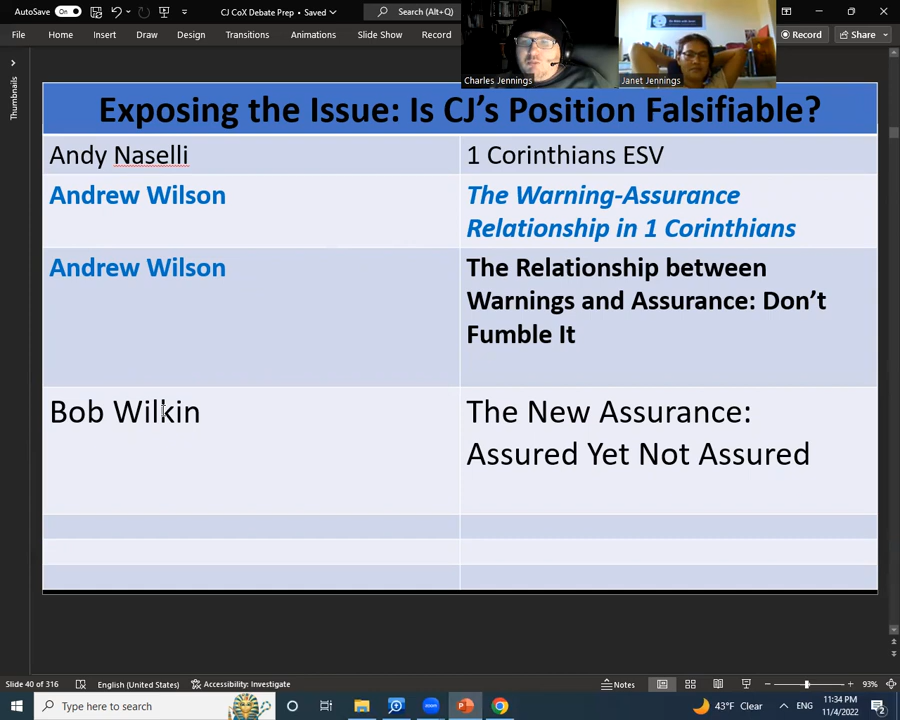 AutoSave On CJ CoX Debate Prep • Saved Search (Alt+Q)
File Home Insert Draw Design Transitions Animations Slide Show Record Record Share
Charles Jennings Janet Jennings
Thumbnails
Exposing the Issue: Is CJ’s Position Falsifiable?
Andy Naselli 1 Corinthians ESV
Andrew Wilson The Warning-Assurance
Relationship in 1 Corinthians
Andrew Wilson The Relationship between
Warnings and Assurance: Don’t
Fumble It
Bob Wilkin The New Assurance:
Assured Yet Not Assured
Slide 40 of 316 English (United States) Accessibility: Investigate Notes 93%
Type here to search 43°F Clear ENG 11:34 PM
11/4/2022 2